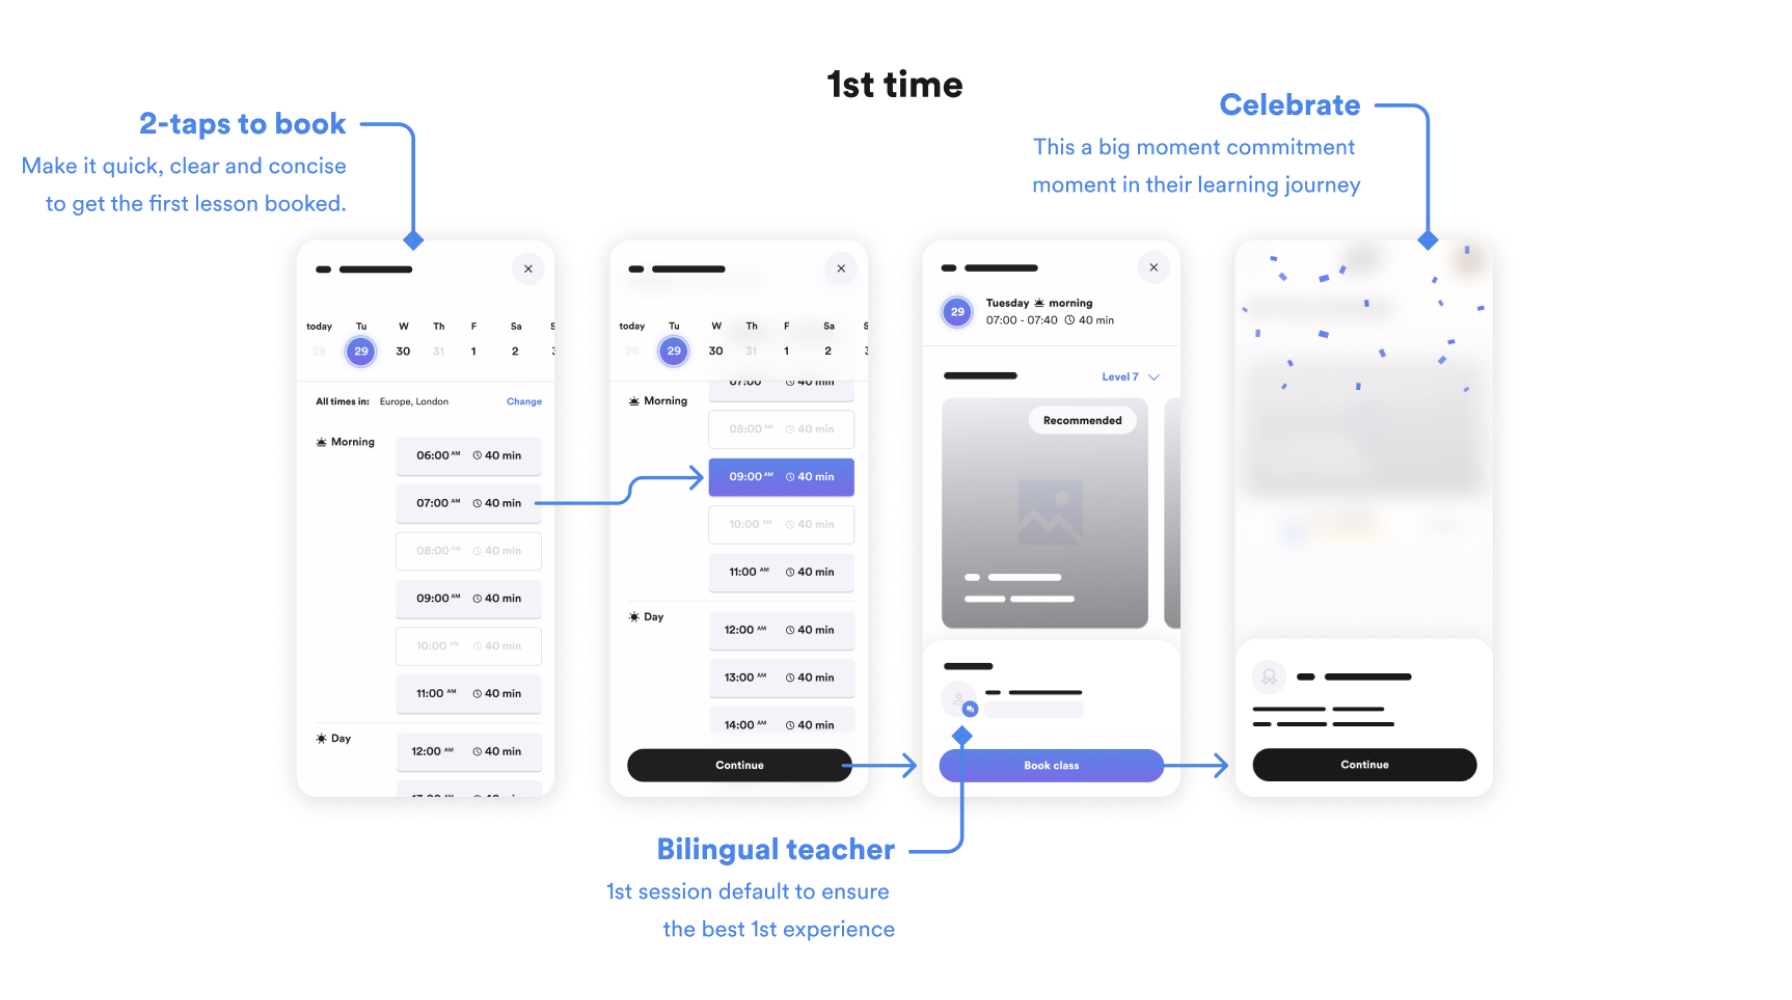 1st time
2-taps to book
Make it quick, clear and concise
to get the first lesson booked.
Celebrate
This a big moment commitment
moment in their learning journey
today Tu W Th F Sa S
28 29 30 31 1 2
All times in: Europe, London Change
Morning
06:00 AM 40 min
07:00 AM 40 min
08:00 AM 40 min
09:00 AM 40 min
10:00 AM 40 min
11:00 AM 40 min
Day
12:00 AM 40 min
today Tu W Th F Sa S
28 29 30 31 1 2
07:00 40 min
Morning
08:00 AM 40 min
09:00 AM 40 min
10:00 AM 40 min
11:00 AM 40 min
Day
12:00 AM 40 min
13:00 AM 40 min
14:00 AM 40 min
Continue
29
Tuesday morning
07:00 - 07:40 40 min
Level 7
Recommended
Book class
Continue
Bilingual teacher
1st session default to ensure
the best 1st experience